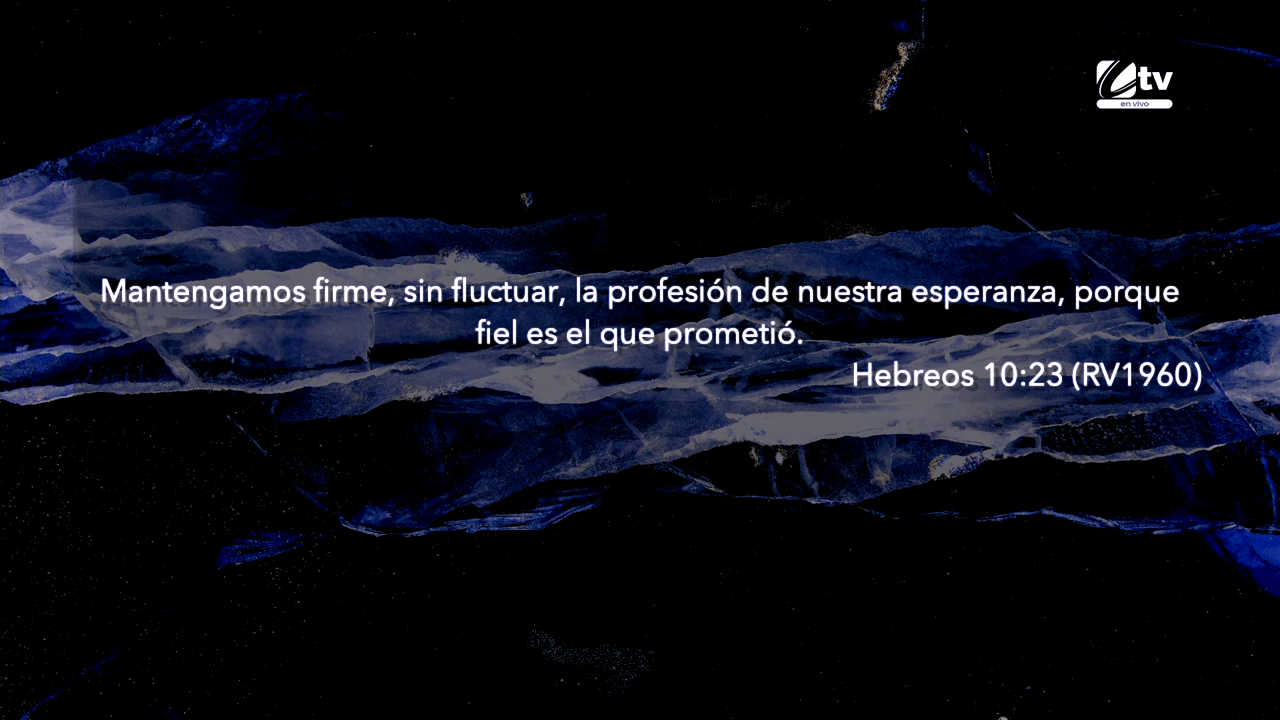 tv
en vivo
Mantengamos firme, sin fluctuar, la profesión de nuestra esperanza, porque
fiel es el que prometió.
Hebreos 10:23 (RV1960)